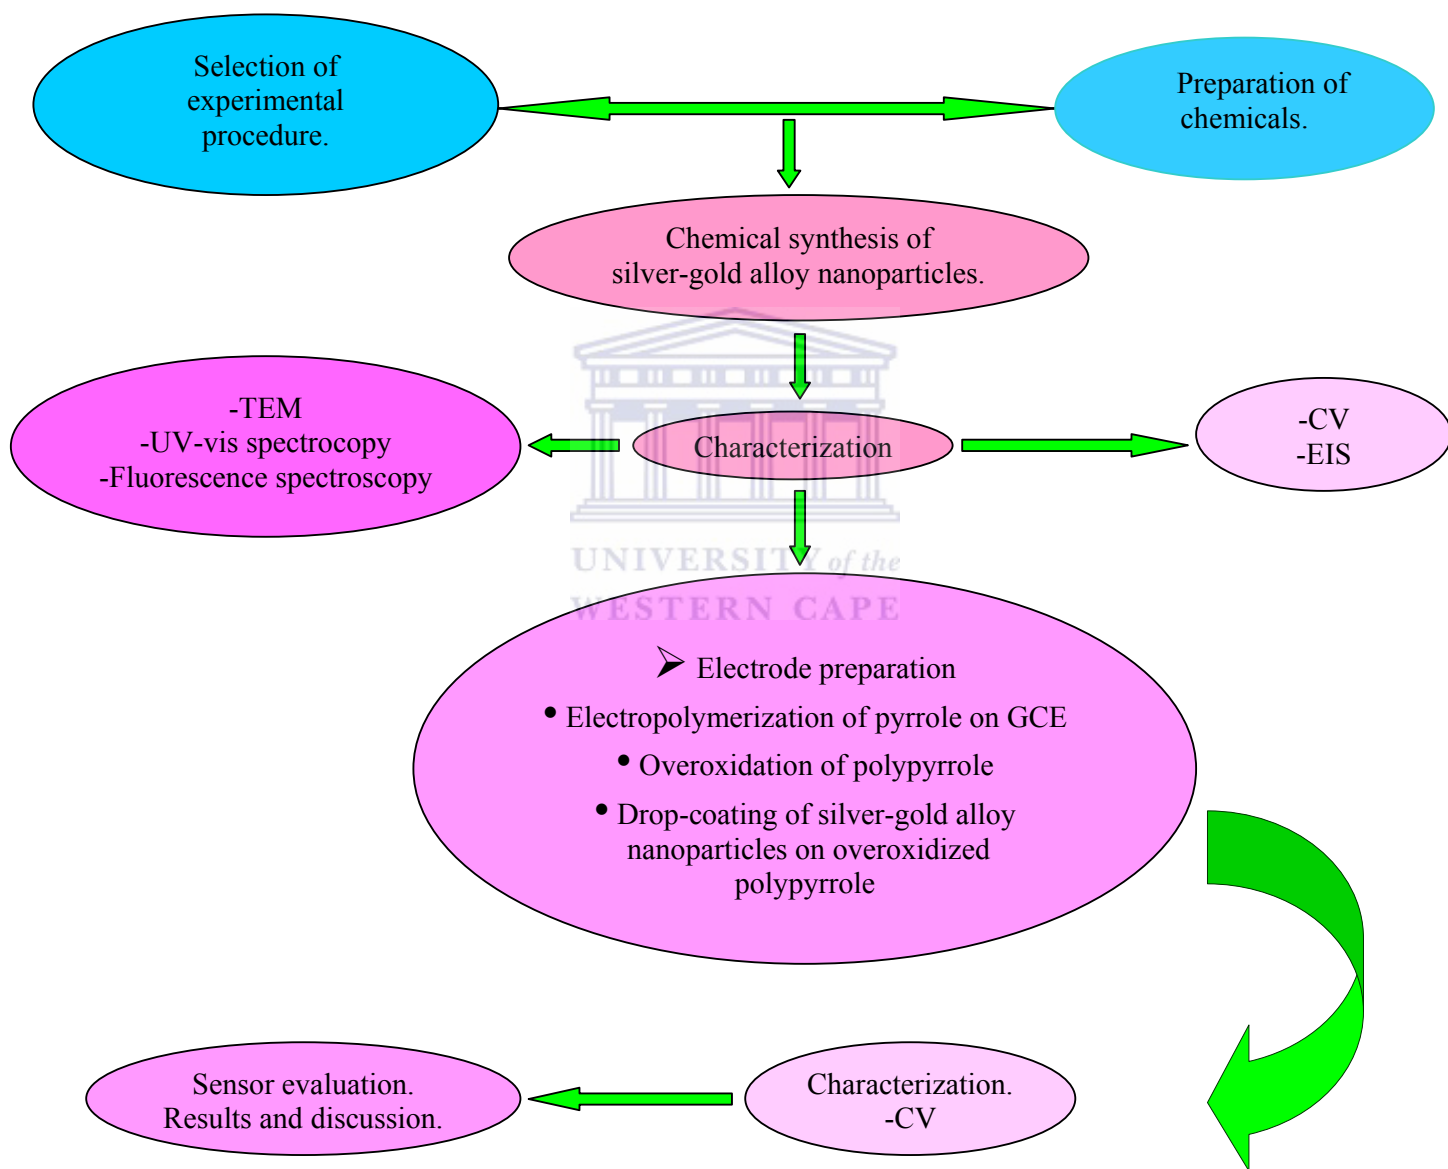 Selection of
experimental
procedure.
Preparation of
chemicals.
Chemical synthesis of
silver-gold alloy nanoparticles.
-TEM
-UV-vis spectrocopy
-Fluorescence spectroscopy
Characterization
-CV
-EIS
UNIVERSITY of the
WESTERN CAPE
➢ Electrode preparation
• Electropolymerization of pyrrole on GCE
• Overoxidation of polypyrrole
• Drop-coating of silver-gold alloy
nanoparticles on overoxidized
polypyrrole
Sensor evaluation.
Results and discussion.
Characterization.
-CV